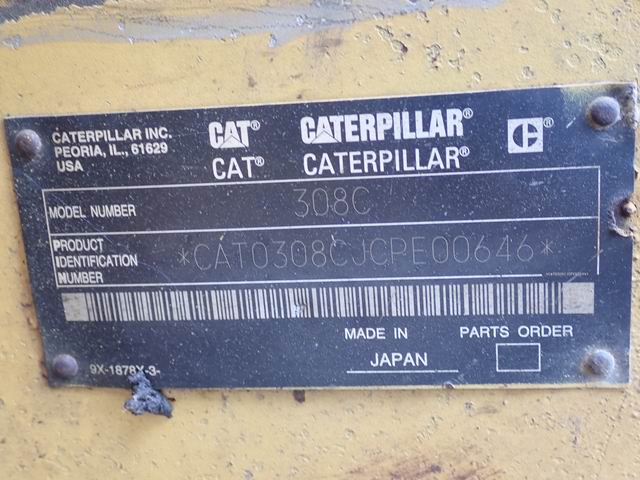 CATERPILLAR INC.
PEORIA, IL., 61629
USA
CAT® CATERPILLAR® C®
CAT® CATERPILLAR®
MODEL NUMBER 308C
PRODUCT
IDENTIFICATION *CAT0308CJCPE00646*
NUMBER
MADE IN PARTS ORDER
JAPAN
9X-1878X-3-